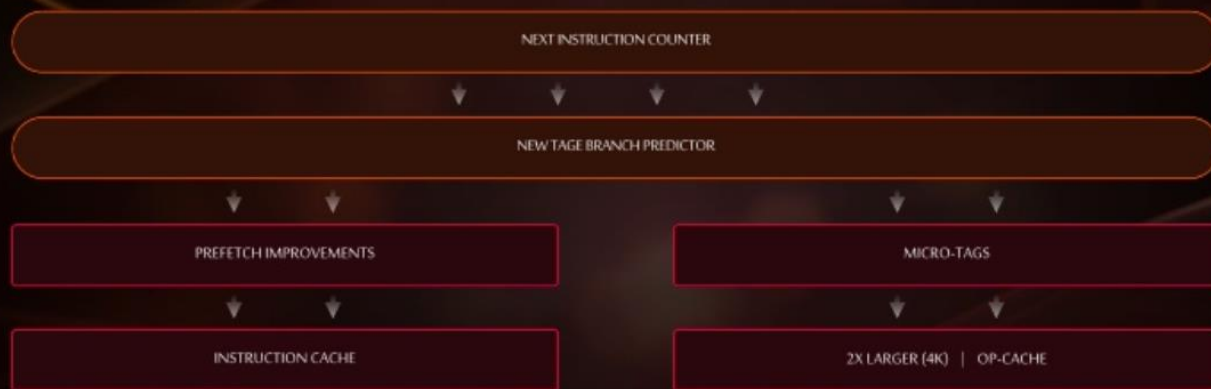 NEXT INSTRUCTION COUNTER
NEW TAGE BRANCH PREDICTOR
PREFETCH IMPROVEMENTS
MICRO-TAGS
INSTRUCTION CACHE
2X LARGER (4K) | OP-CACHE